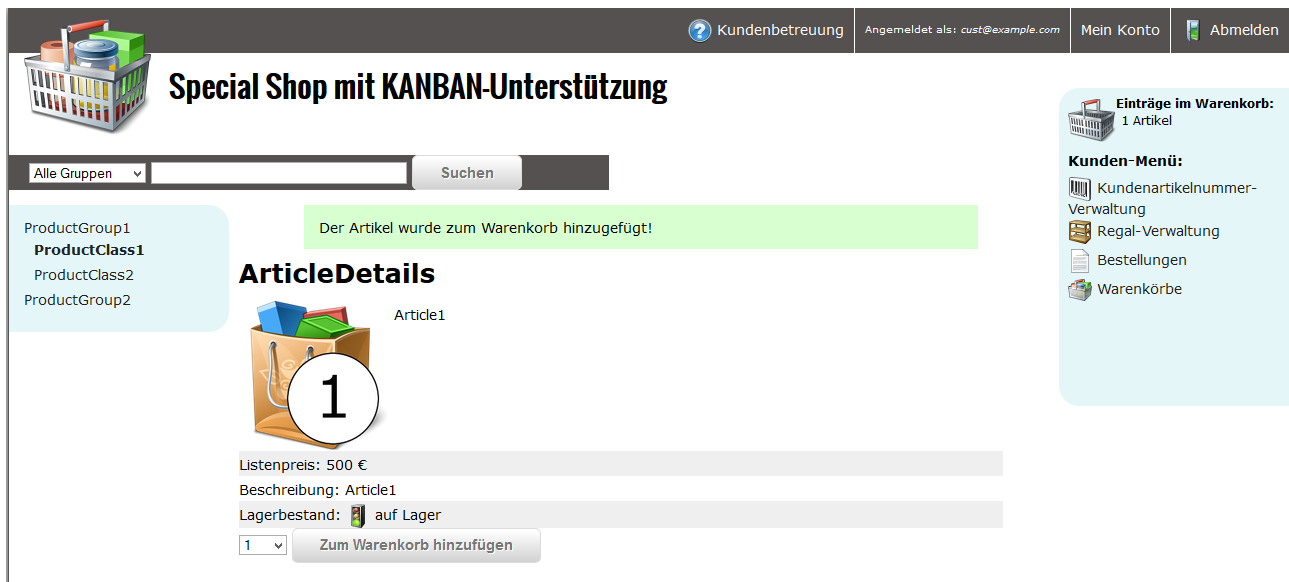 Kundenbetreuung
Angemeldet als: cust@example.com
Mein Konto
Abmelden
Special Shop mit KANBAN-Unterstützung
Einträge im Warenkorb:
1 Artikel
Kunden-Menü:
Kundenartikelnummer-
Verwaltung
Regal-Verwaltung
Bestellungen
Warenkörbe
Alle Gruppen
Suchen
ProductGroup1
ProductClass1
ProductClass2
ProductGroup2
Der Artikel wurde zum Warenkorb hinzugefügt!
ArticleDetails
Article1
1
Listenpreis: 500 €
Beschreibung: Article1
Lagerbestand: auf Lager
1
Zum Warenkorb hinzufügen